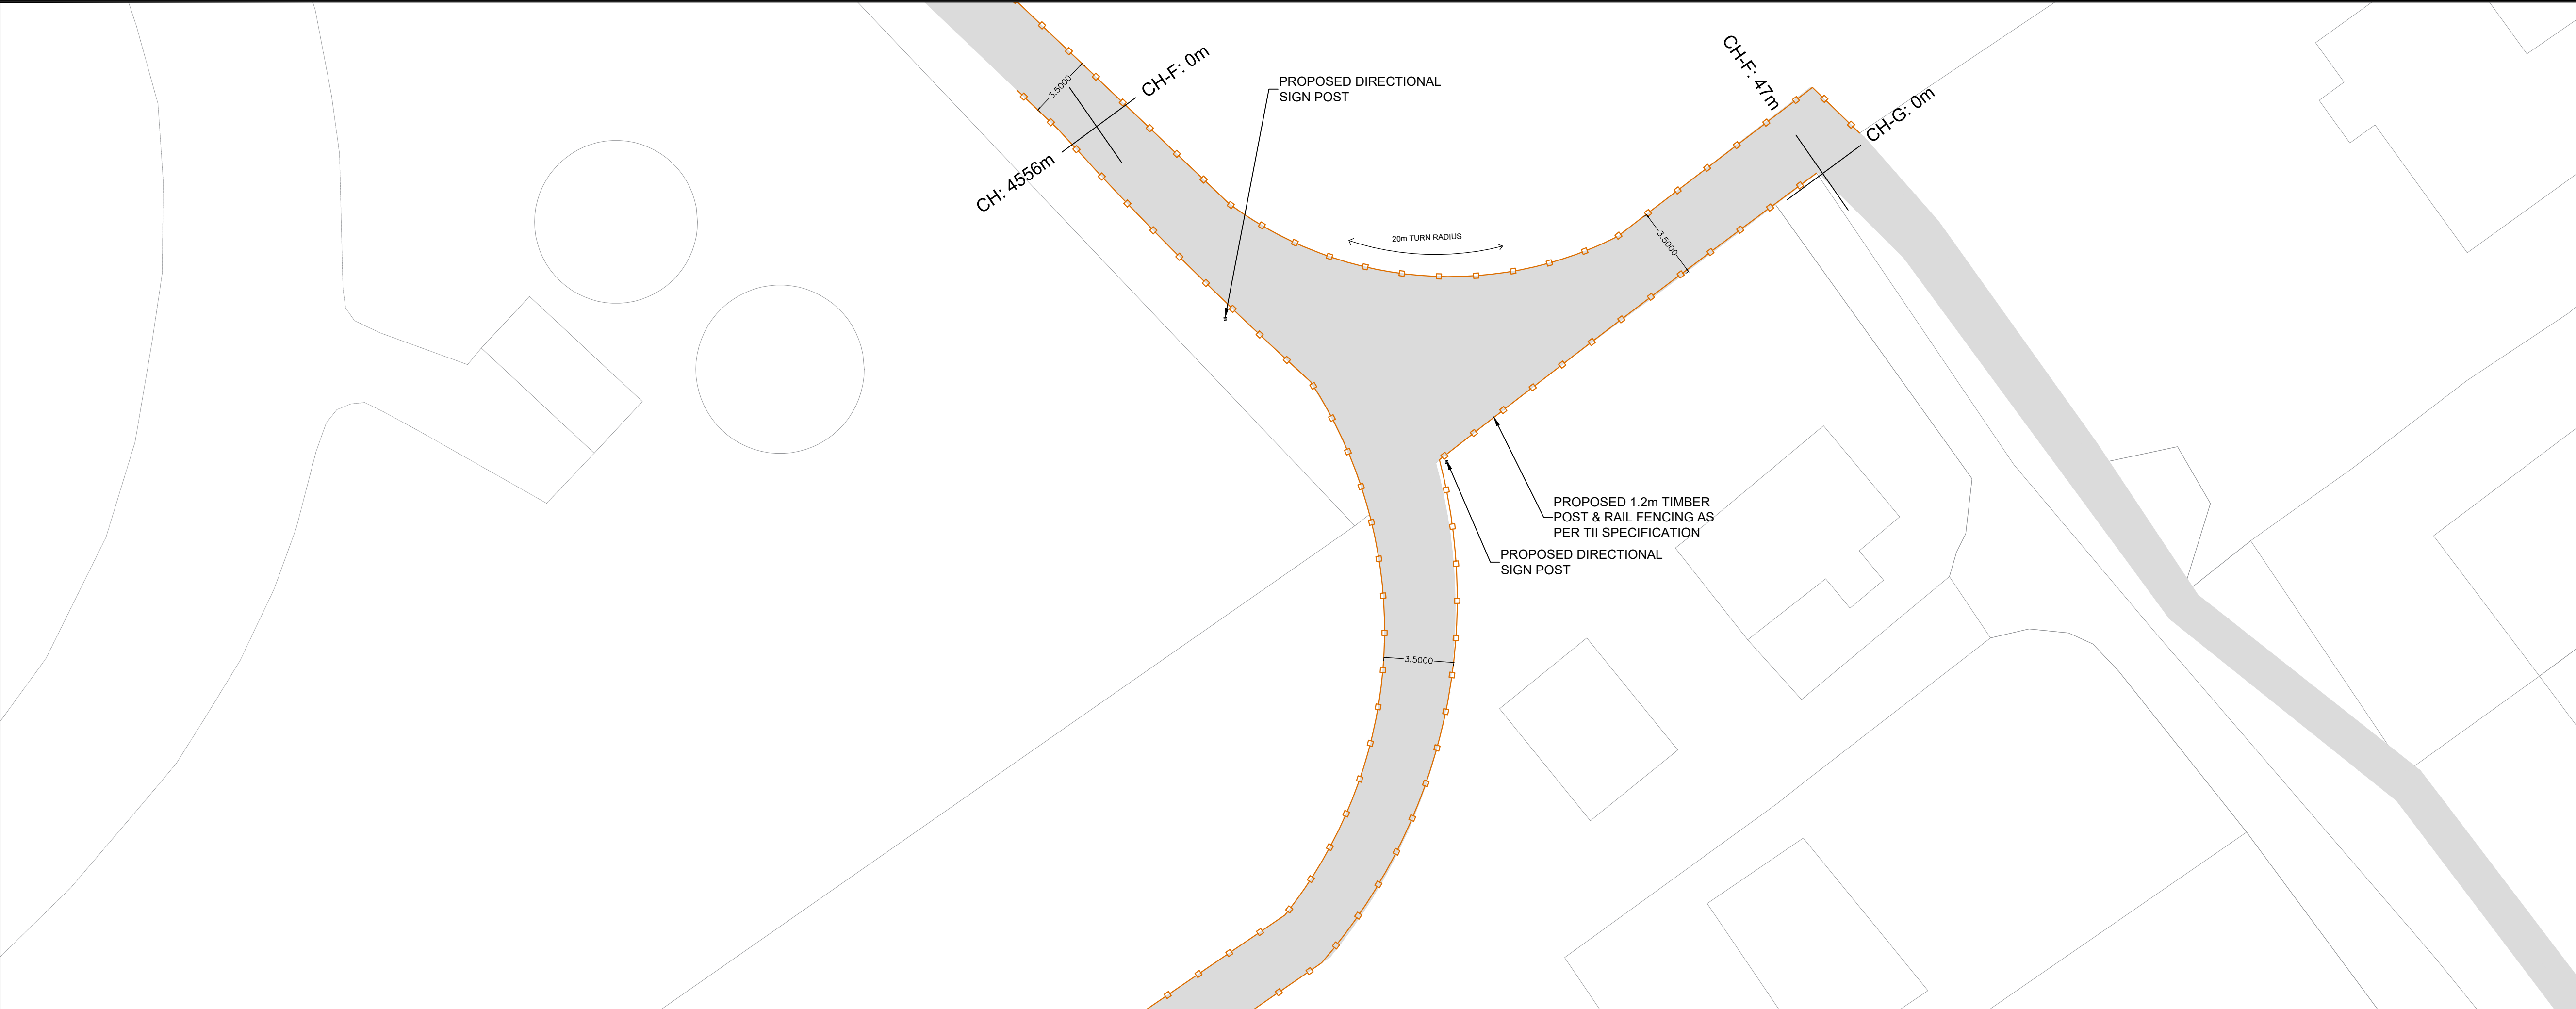 CH-F: 0m
3.5000
CH: 4556m
PROPOSED DIRECTIONAL
SIGN POST
CH-F: 47m
CH-G: 0m
20m TURN RADIUS
3.5000
PROPOSED 1.2m TIMBER
POST & RAIL FENCING AS
PER TII SPECIFICATION
PROPOSED DIRECTIONAL
SIGN POST
3.5000